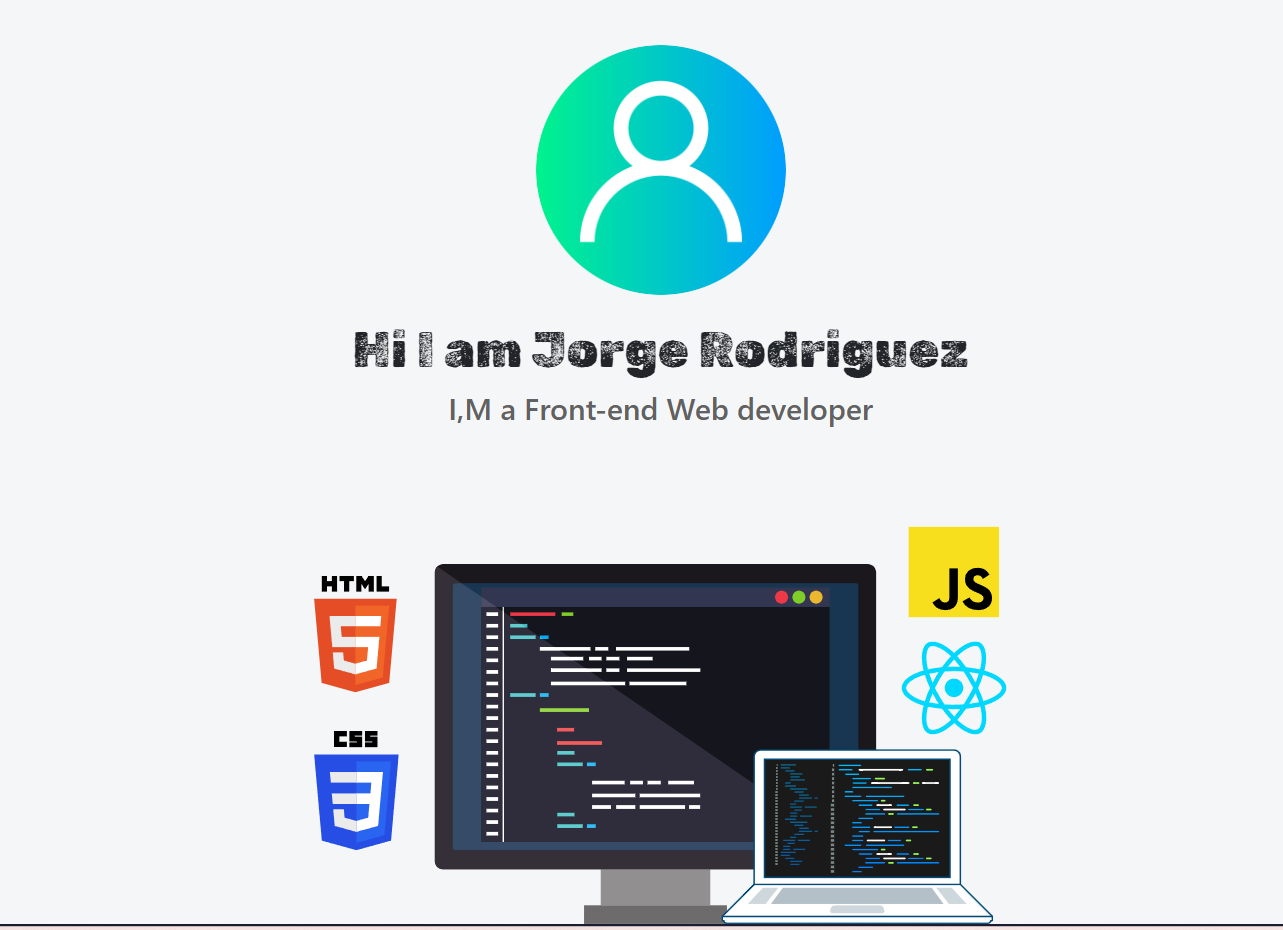 Hi I am Jorge Rodriguez
I,M a Front-end Web developer
JS
HTML
5
CSS
3